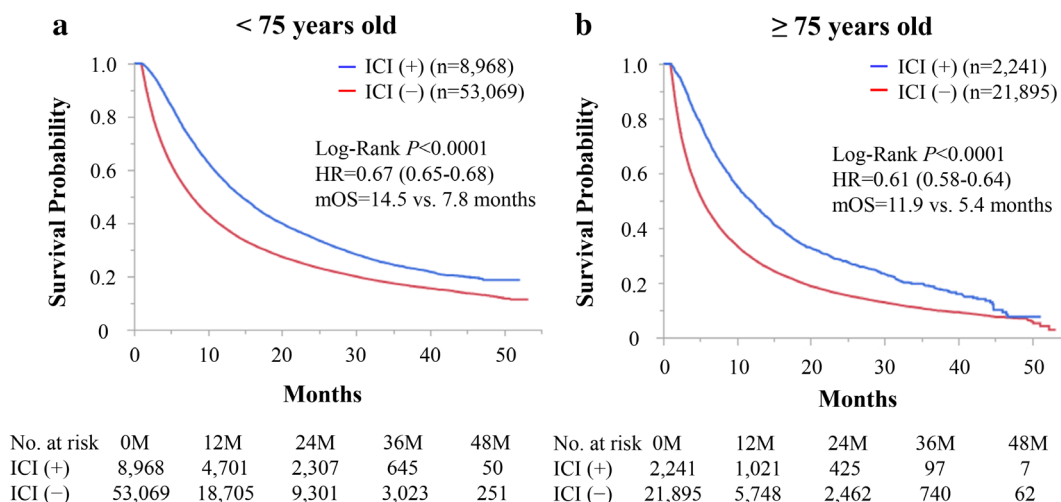 a < 75 years old
1.0
0.8
0.6
0.4
0.2
0
Survival Probability
ICI (+) (n=8,968)
ICI (−) (n=53,069)
Log-Rank P<0.0001
HR=0.67 (0.65-0.68)
mOS=14.5 vs. 7.8 months
0 10 20 30 40 50
Months
No. at risk 0M 12M 24M 36M 48M
ICI (+) 8,968 4,701 2,307 645 50
ICI (−) 53,069 18,705 9,301 3,023 251
b ≥ 75 years old
1.0
0.8
0.6
0.4
0.2
0
Survival Probability
ICI (+) (n=2,241)
ICI (−) (n=21,895)
Log-Rank P<0.0001
HR=0.61 (0.58-0.64)
mOS=11.9 vs. 5.4 months
0 10 20 30 40 50
Months
No. at risk 0M 12M 24M 36M 48M
ICI (+) 2,241 1,021 425 97 7
ICI (−) 21,895 5,748 2,462 740 62